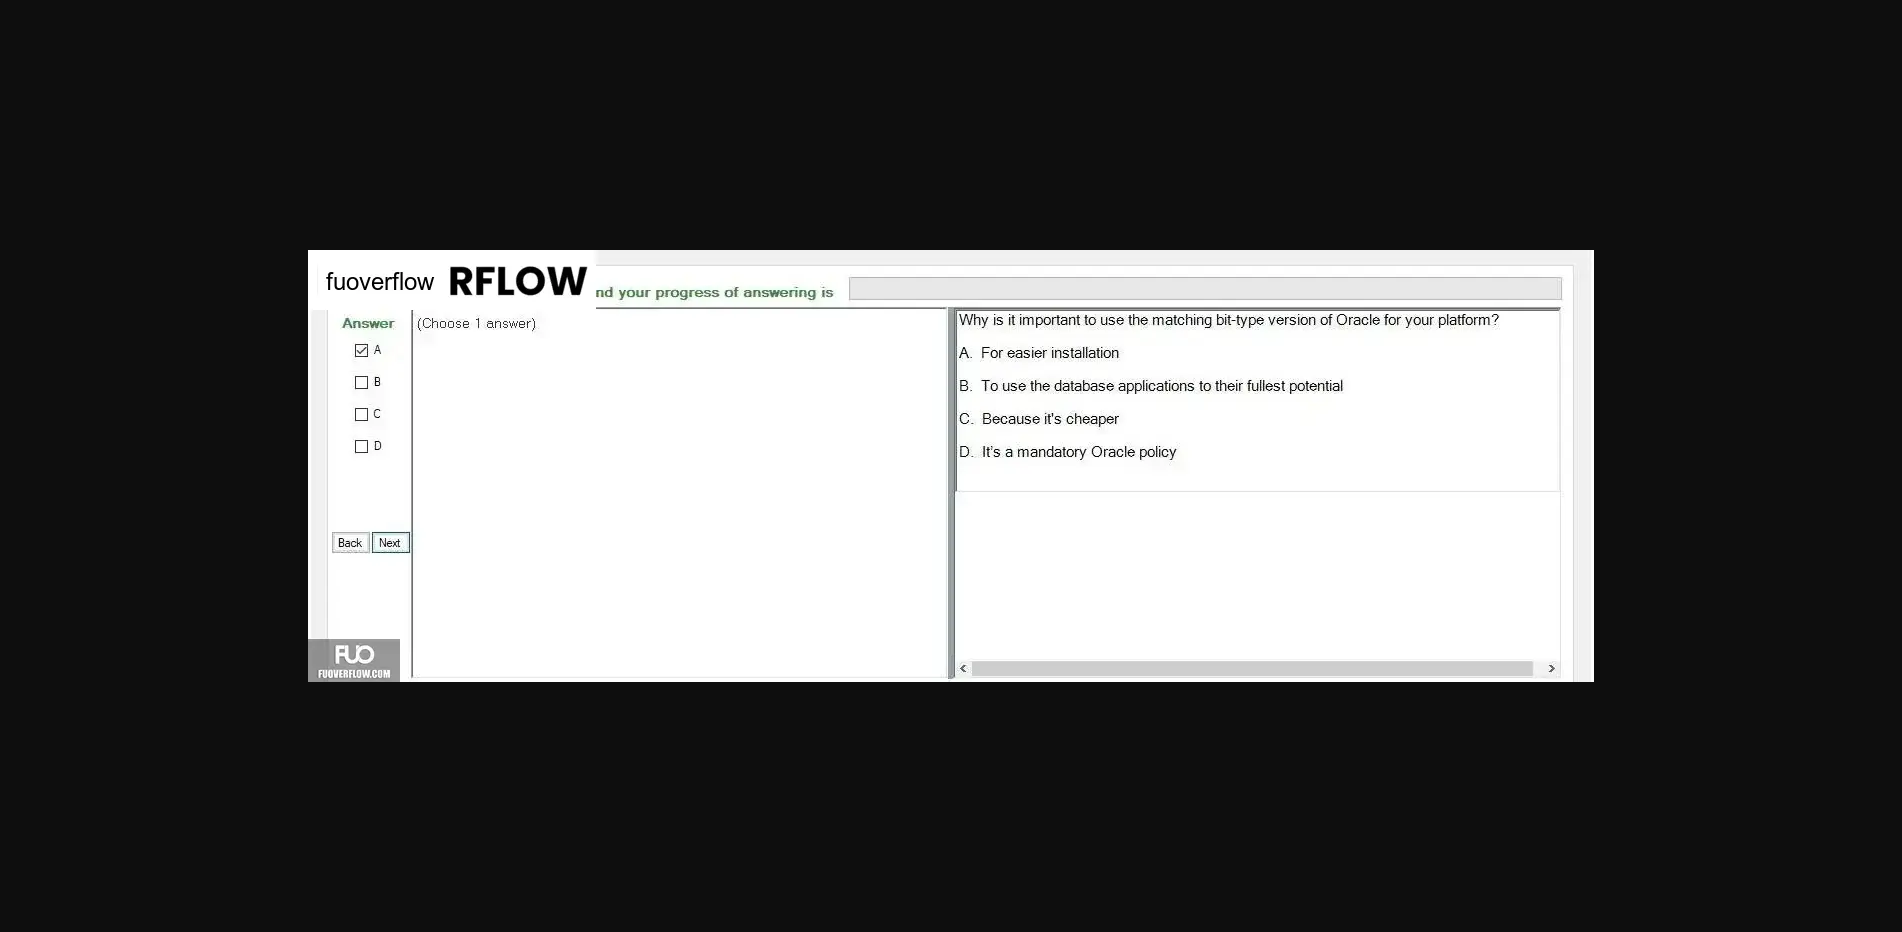 fuoverflow RFLOW
nd your progress of answering is
Answer
(Choose 1 answer)
A
B
C
D
Back Next
Why is it important to use the matching bit-type version of Oracle for your platform?
A. For easier installation
B. To use the database applications to their fullest potential
C. Because it's cheaper
D. It's a mandatory Oracle policy
FUO
FUOVERFLOW.COM